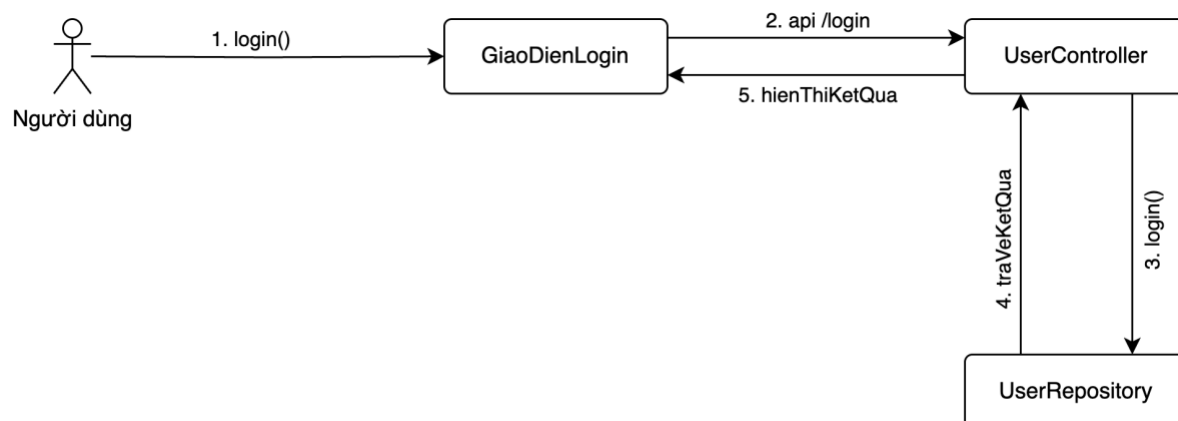 1. login()
GiaoDienLogin
2. api /login
UserController
5. hienThiKetQua
Người dùng
4. traVeKetQua
3. login()
UserRepository